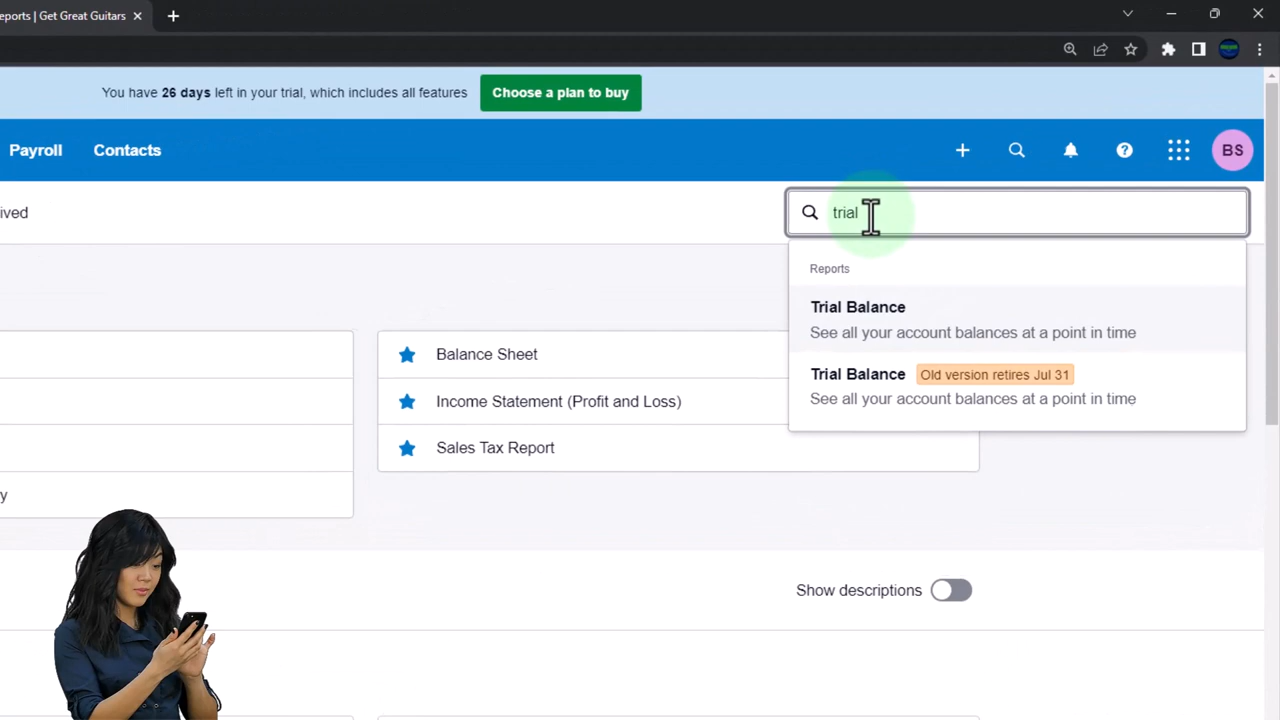 eports | Get Great Guitars
You have 26 days left in your trial, which includes all features
Choose a plan to buy
Payroll
Contacts
BS
ived
trial
Reports
Trial Balance
See all your account balances at a point in time
Trial Balance Old version retires Jul 31
See all your account balances at a point in time
Balance Sheet
Income Statement (Profit and Loss)
Sales Tax Report
y
Show descriptions